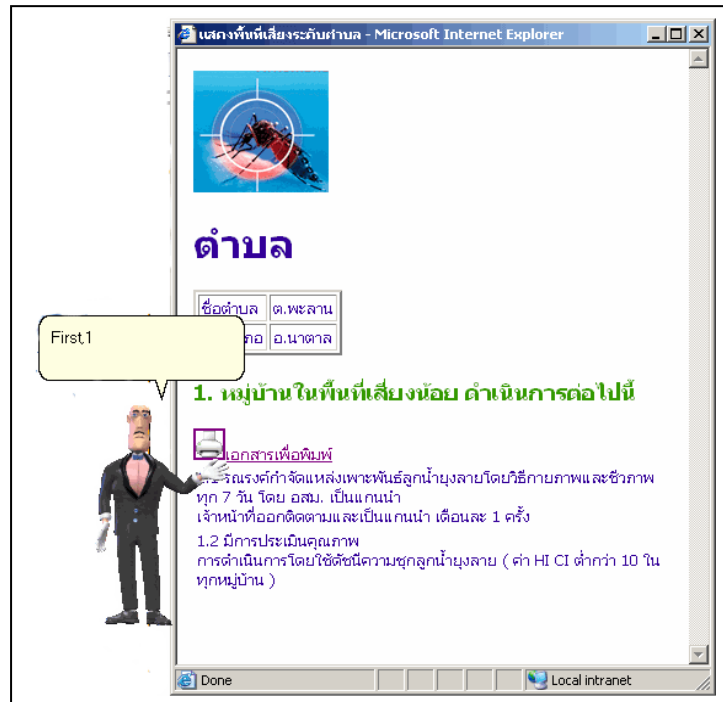 แสดงพื้นที่เสี่ยงระดับตำบล - Microsoft Internet Explorer
ตำบล
ชื่อตำบล ต.พะลาน
อ.นาตาล
First,1
1. หมู่บ้านในพื้นที่เสี่ยงน้อย ดำเนินการต่อไปนี้
เอกสารเพื่อพิมพ์
รณรงค์กำจัดแหล่งเพาะพันธ์ลูกน้ำยุงลายโดยวิธีกายภาพและชีวภาพ
ทุก 7 วัน โดย อสม. เป็นแกนนำ
เจ้าหน้าที่ออกติดตามและเป็นแกนนำ เดือนละ 1 ครั้ง
1.2 มีการประเมินคุณภาพ
การดำเนินการโดยใช้ดัชนีความชุกลูกน้ำยุงลาย ( ค่า HI CI ต่ำกว่า 10 ใน
ทุกหมู่บ้าน )
Done
Local intranet